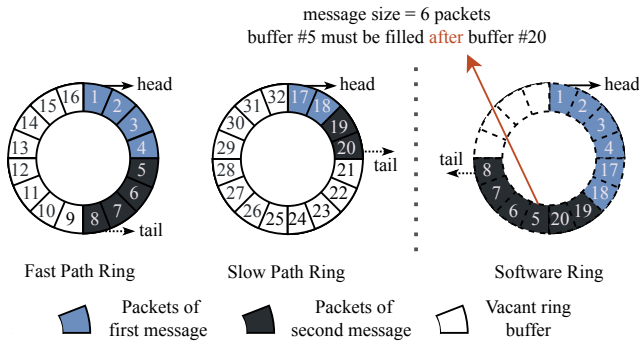 message size = 6 packets
buffer #5 must be filled after buffer #20
head
head
head
16 1
15 2
14 3
13 4
12 5
11 6
10 7
9 8
tail
32 17
31 18
30 19
29 20
28 21
27 22
26 23
25 24
tail
1
2
3
4
17
18
19
20
5
6
7
8
tail
Fast Path Ring
Slow Path Ring
Software Ring
Packets of
first message
Packets of
second message
Vacant ring
buffer